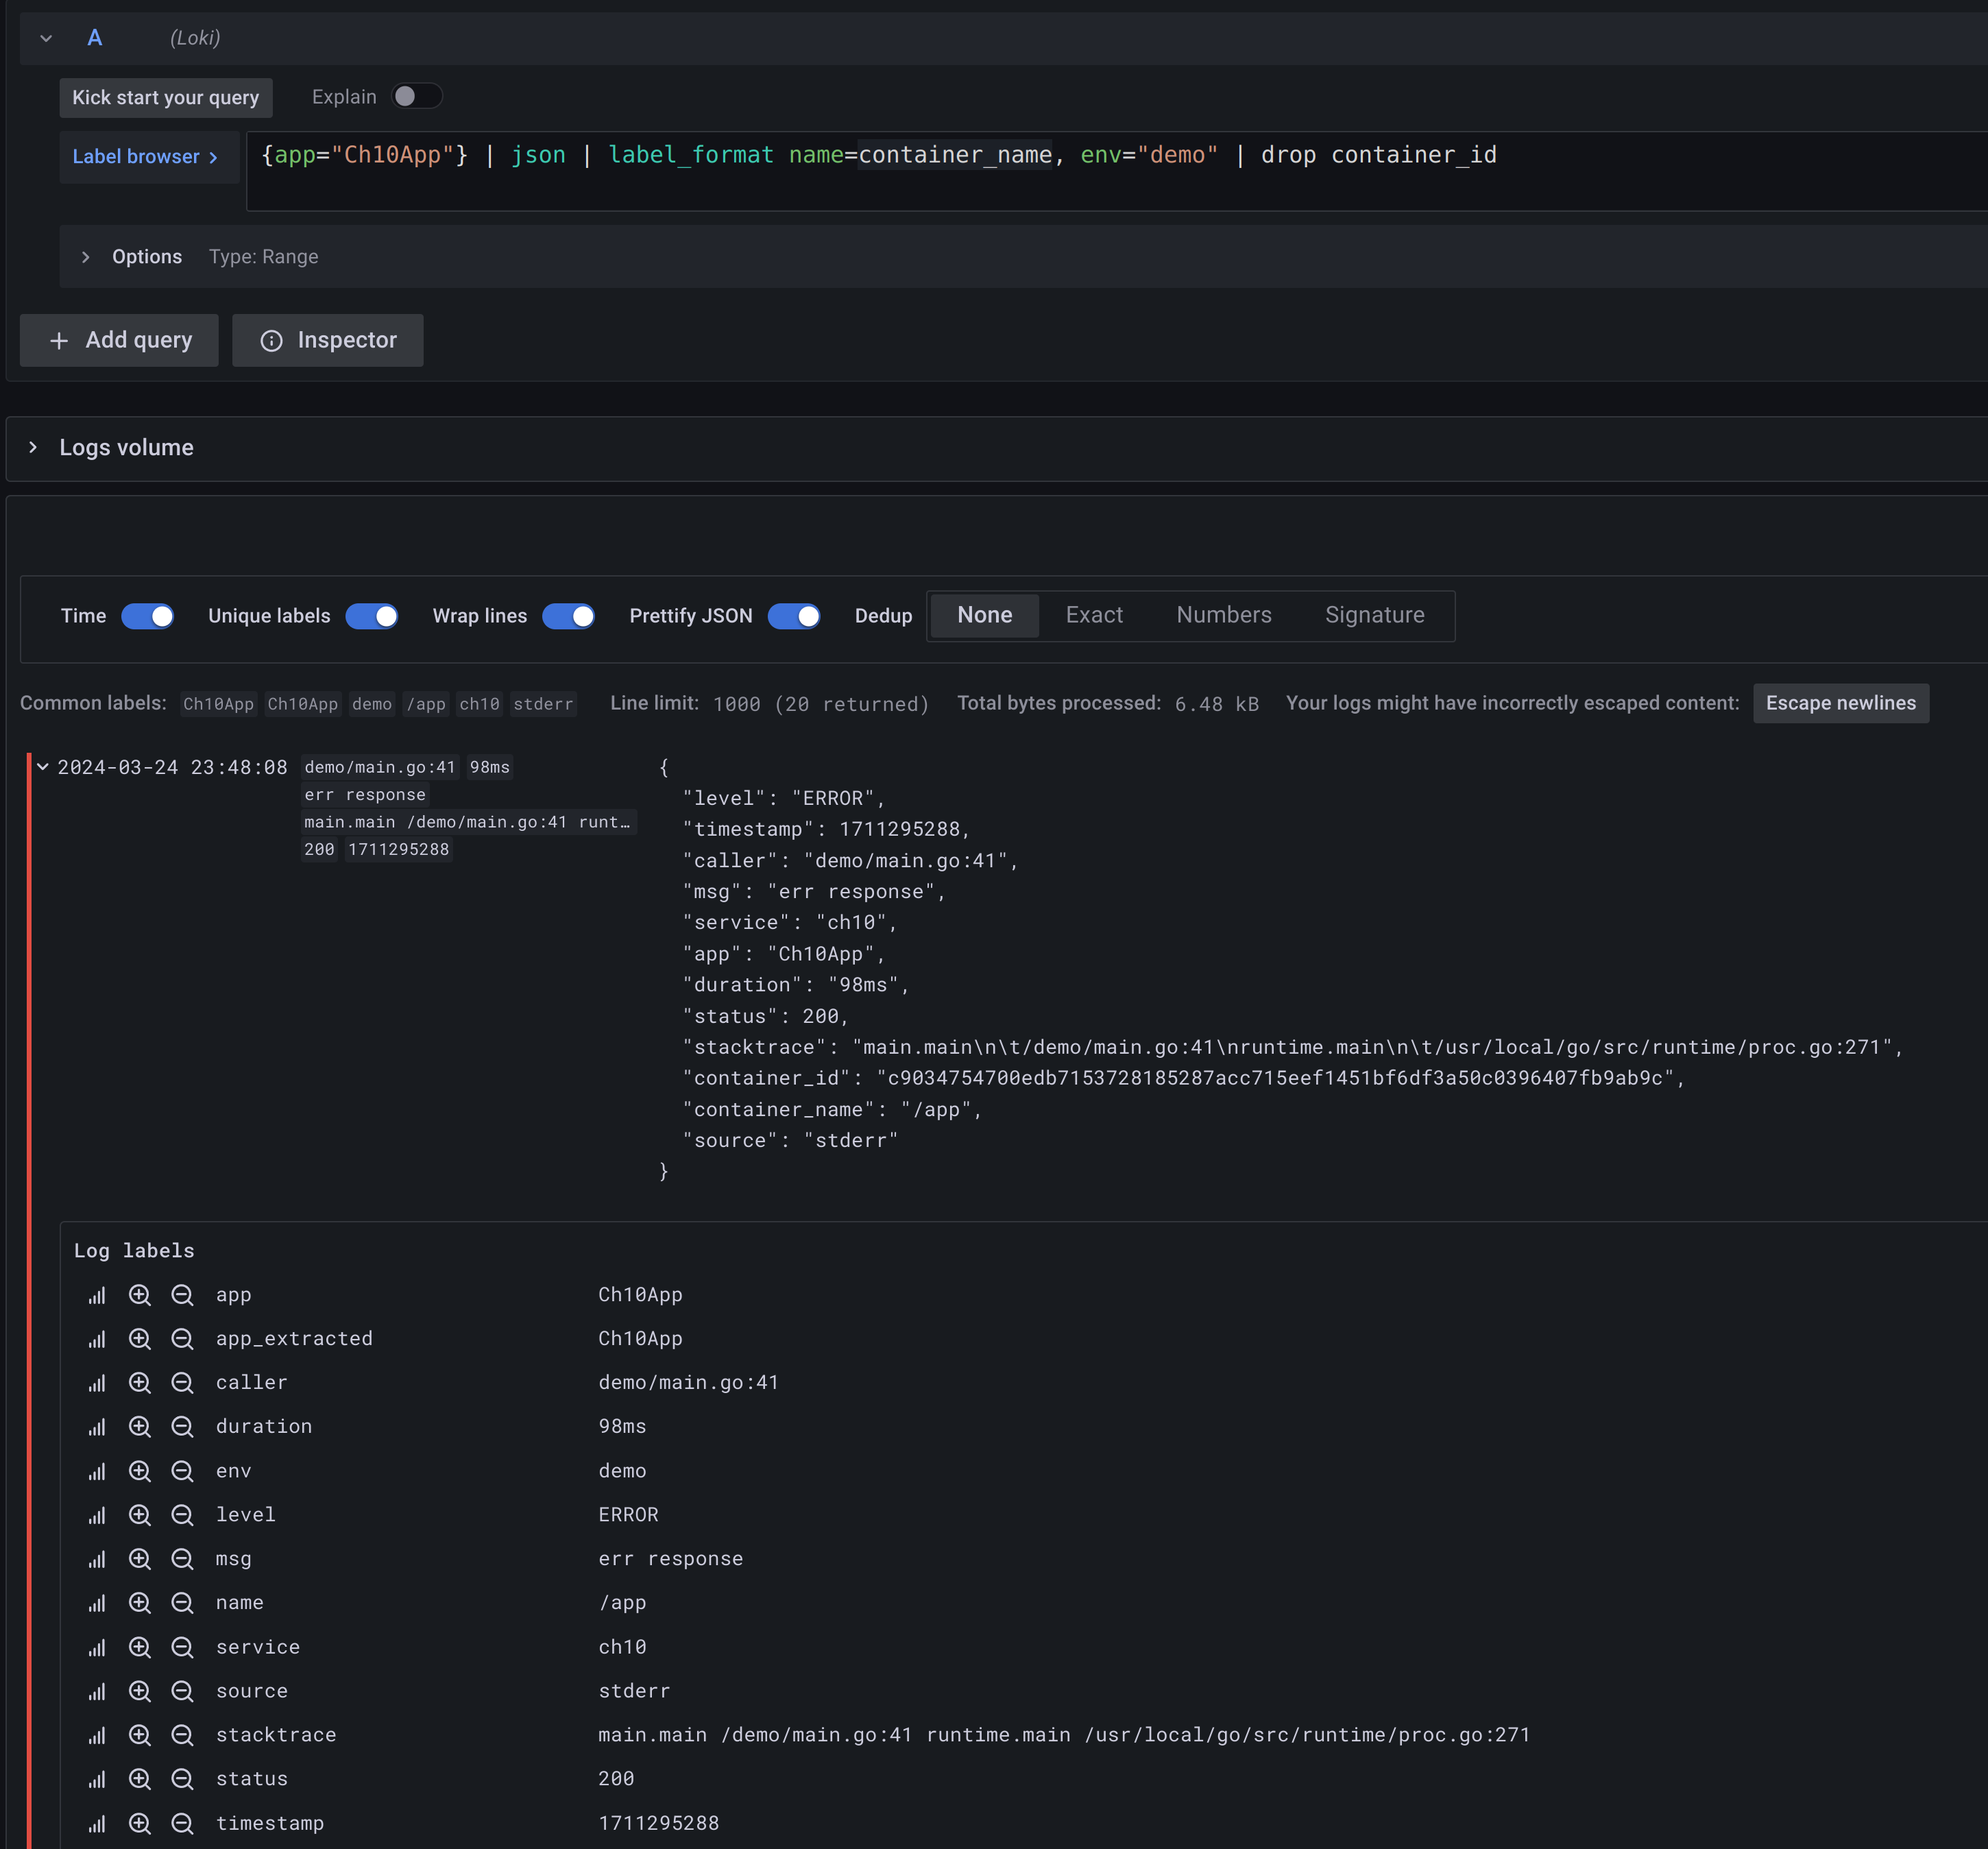 A (Loki)
Kick start your query Explain
Label browser > {app="Ch10App"} | json | label_format name=container_name, env="demo" | drop container_id
> Options Type: Range
+ Add query Inspector
> Logs volume
Time Unique labels Wrap lines Prettify JSON Dedup None Exact Numbers Signature
Common labels: Ch10App Ch10App demo /app ch10 stderr Line limit: 1000 (20 returned) Total bytes processed: 6.48 kB Your logs might have incorrectly escaped content: Escape newlines
2024-03-24 23:48:08 demo/main.go:41 98ms
err response
main.main /demo/main.go:41 runt…
200 1711295288
{
"level": "ERROR",
"timestamp": 1711295288,
"caller": "demo/main.go:41",
"msg": "err response",
"service": "ch10",
"app": "Ch10App",
"duration": "98ms",
"status": 200,
"stacktrace": "main.main\n\t/demo/main.go:41\nruntime.main\n\t/usr/local/go/src/runtime/proc.go:271",
"container_id": "c9034754700edb7153728185287acc715eef1451bf6df3a50c0396407fb9ab9c",
"container_name": "/app",
"source": "stderr"
}
Log labels
app Ch10App
app_extracted Ch10App
caller demo/main.go:41
duration 98ms
env demo
level ERROR
msg err response
name /app
service ch10
source stderr
stacktrace main.main /demo/main.go:41 runtime.main /usr/local/go/src/runtime/proc.go:271
status 200
timestamp 1711295288